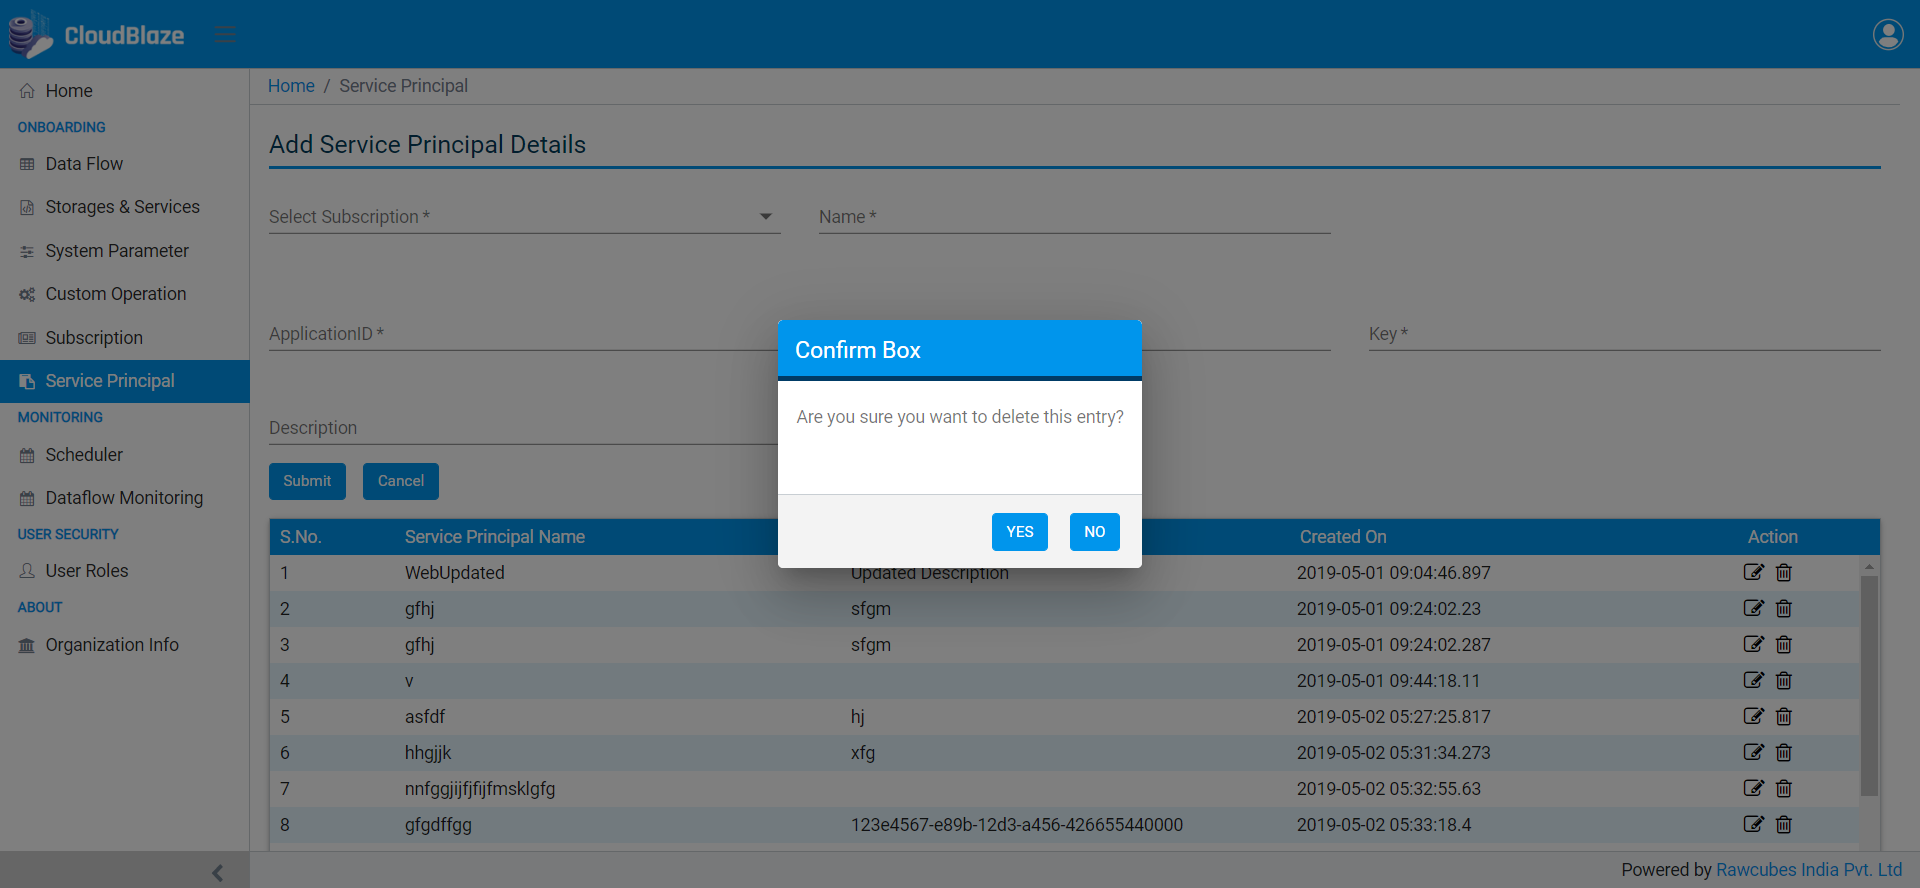 CloudBlaze
Home
ONBOARDING
Data Flow
Storages & Services
System Parameter
Custom Operation
Subscription
Service Principal
MONITORING
Scheduler
Dataflow Monitoring
USER SECURITY
User Roles
ABOUT
Organization Info
Home / Service Principal
Add Service Principal Details
Select Subscription *
Name *
ApplicationID *
Key *
Description
Submit Cancel
Confirm Box
Are you sure you want to delete this entry?
YES NO
S.No. Service Principal Name Created On Action
1 WebUpdated Updated Description 2019-05-01 09:04:46.897
2 gfhj sfgm 2019-05-01 09:24:02.23
3 gfhj sfgm 2019-05-01 09:24:02.287
4 v 2019-05-01 09:44:18.11
5 asfdf hj 2019-05-02 05:27:25.817
6 hhgjjk xfg 2019-05-02 05:31:34.273
7 nnfggjijfjfijfmsklgfg 2019-05-02 05:32:55.63
8 gfgdffgg 123e4567-e89b-12d3-a456-426655440000 2019-05-02 05:33:18.4
Powered by Rawcubes India Pvt. Ltd